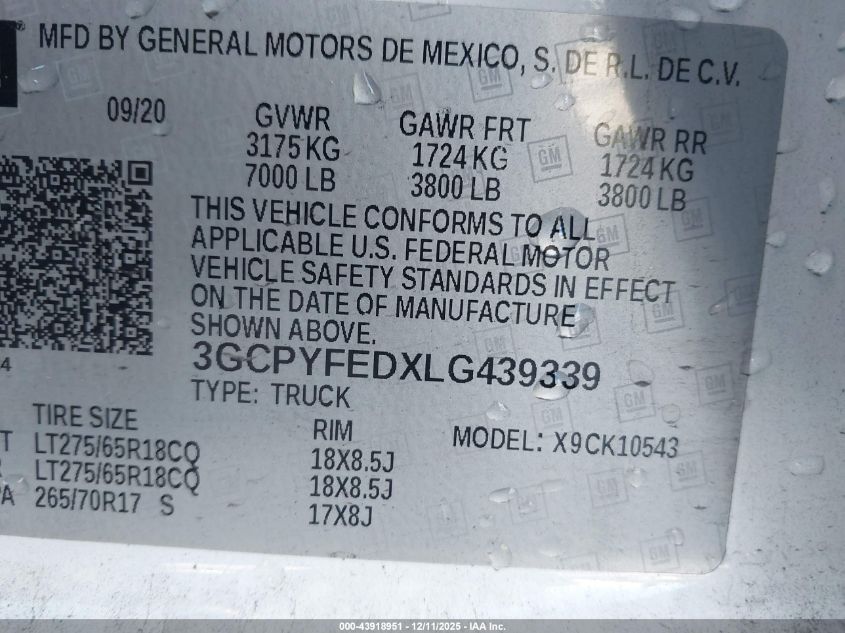 MFD BY GENERAL MOTORS DE MEXICO, S. DE R.L. DE C.V.
09/20
GVWR GAWR FRT GAWR RR
3175 KG 1724 KG 1724 KG
7000 LB 3800 LB 3800 LB
THIS VEHICLE CONFORMS TO ALL
APPLICABLE U.S. FEDERAL MOTOR
VEHICLE SAFETY STANDARDS IN EFFECT
ON THE DATE OF MANUFACTURE
SHOWN ABOVE.
3GCPYFEDXLG439339
TYPE: TRUCK
4
TIRE SIZE RIM MODEL: X9CK10543
T LT275/65R18CQ 18X8.5J
R LT275/65R18CQ 18X8.5J
PA 265/70R17 S 17X8J
GM
000-43918951 - 12/11/2025 - IAA Inc.